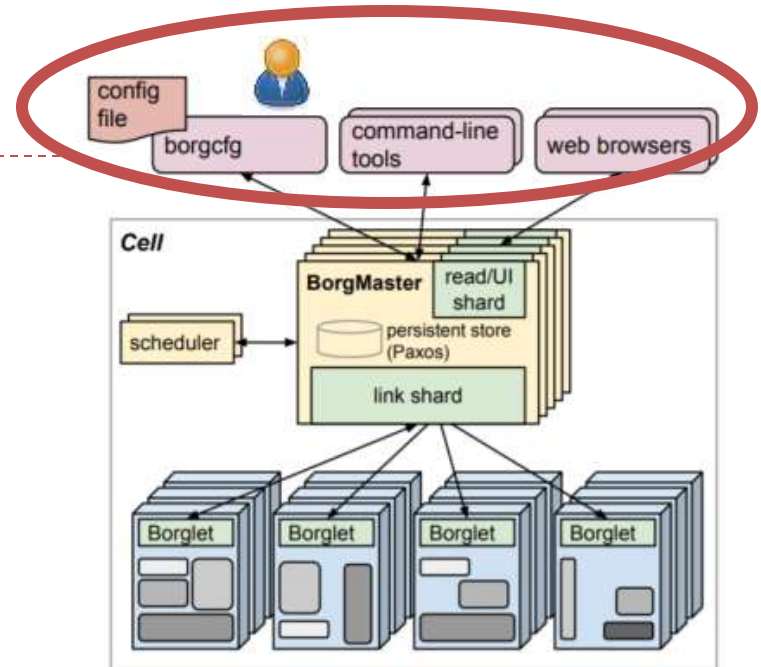 config
file
borgcfg
command-line
tools
web browsers
Cell
BorgMaster
read/UI
shard
persistent store
(Paxos)
scheduler
link shard
Borglet
Borglet
Borglet
Borglet